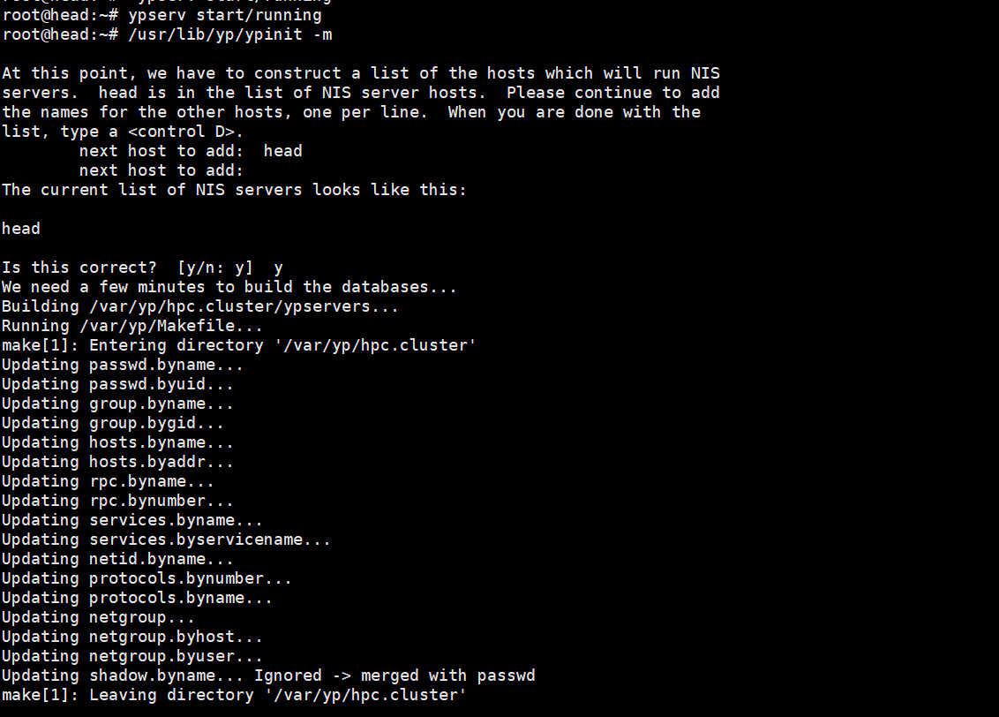 root@head:~# ypserv start/running
root@head:~# ypserv start/running
root@head:~# /usr/lib/yp/ypinit -m
At this point, we have to construct a list of the hosts which will run NIS
servers.  head is in the list of NIS server hosts.  Please continue to add
the names for the other hosts, one per line.  When you are done with the
list, type a <control D>.
        next host to add:  head
        next host to add:
The current list of NIS servers looks like this:
head
Is this correct?  [y/n: y]  y
We need a few minutes to build the databases...
Building /var/yp/hpc.cluster/ypservers...
Running /var/yp/Makefile...
make[1]: Entering directory '/var/yp/hpc.cluster'
Updating passwd.byname...
Updating passwd.byuid...
Updating group.byname...
Updating group.bygid...
Updating hosts.byname...
Updating hosts.byaddr...
Updating rpc.byname...
Updating rpc.bynumber...
Updating services.byname...
Updating services.byservicename...
Updating netid.byname...
Updating protocols.bynumber...
Updating protocols.byname...
Updating netgroup...
Updating netgroup.byhost...
Updating netgroup.byuser...
Updating shadow.byname... Ignored -> merged with passwd
make[1]: Leaving directory '/var/yp/hpc.cluster'